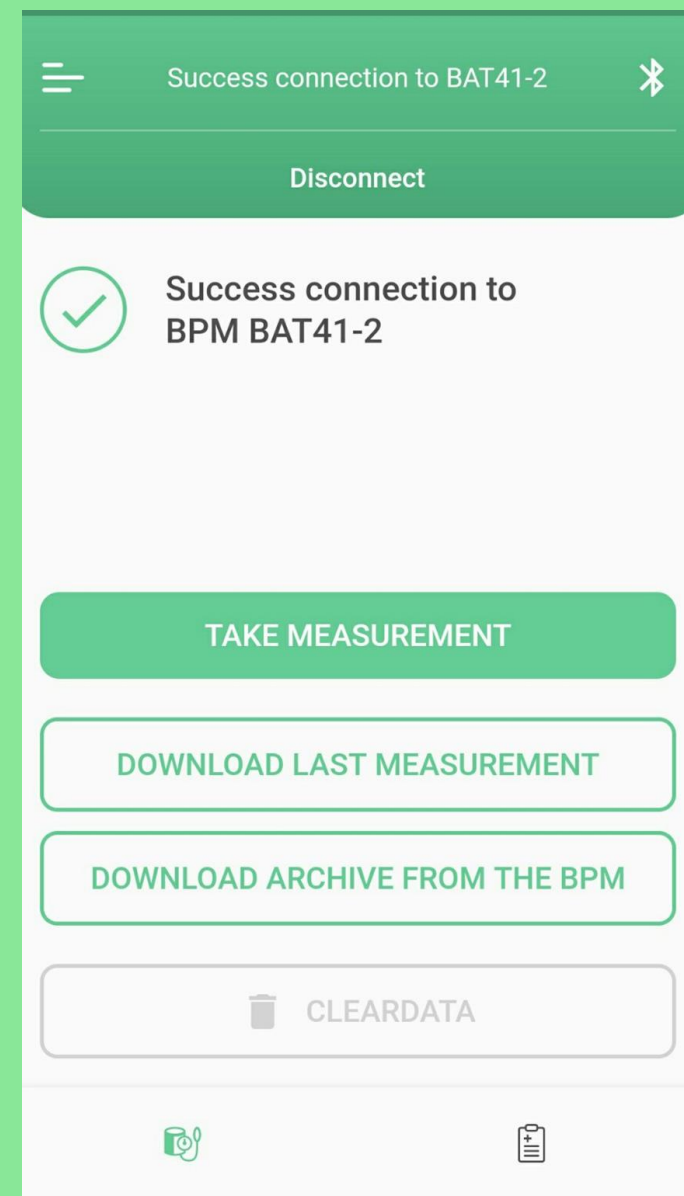 Success connection to BAT41-2
Disconnect
Success connection to
BPM BAT41-2
TAKE MEASUREMENT
DOWNLOAD LAST MEASUREMENT
DOWNLOAD ARCHIVE FROM THE BPM
CLEARDATA